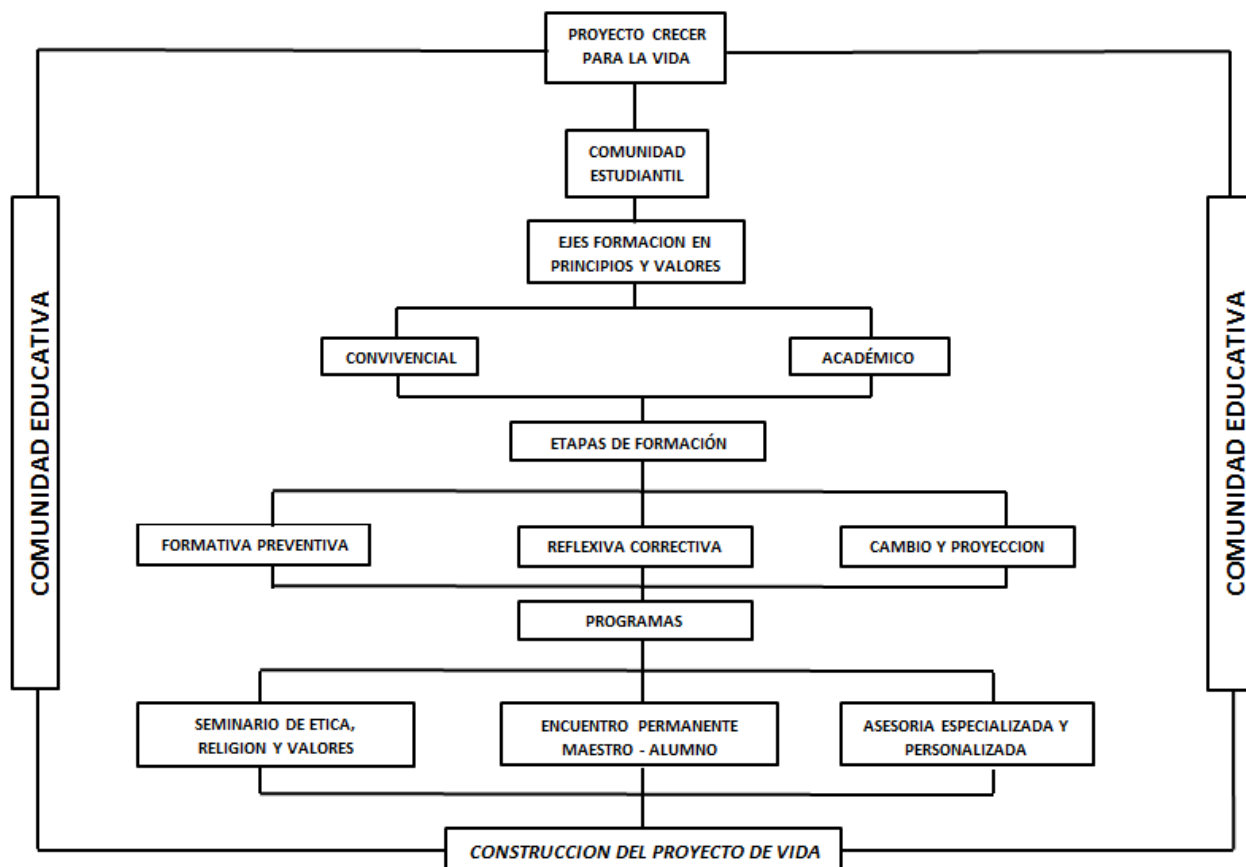 PROYECTO CRECER
PARA LA VIDA
COMUNIDAD
ESTUDIANTIL
EJES FORMACION EN
PRINCIPIOS Y VALORES
CONVIVENCIAL
ACADÉMICO
ETAPAS DE FORMACIÓN
FORMATIVA PREVENTIVA
REFLEXIVA CORRECTIVA
CAMBIO Y PROYECCION
PROGRAMAS
SEMINARIO DE ETICA,
RELIGION Y VALORES
ENCUENTRO PERMANENTE
MAESTRO - ALUMNO
ASESORIA ESPECIALIZADA Y
PERSONALIZADA
CONSTRUCCION DEL PROYECTO DE VIDA
COMUNIDAD EDUCATIVA
COMUNIDAD EDUCATIVA